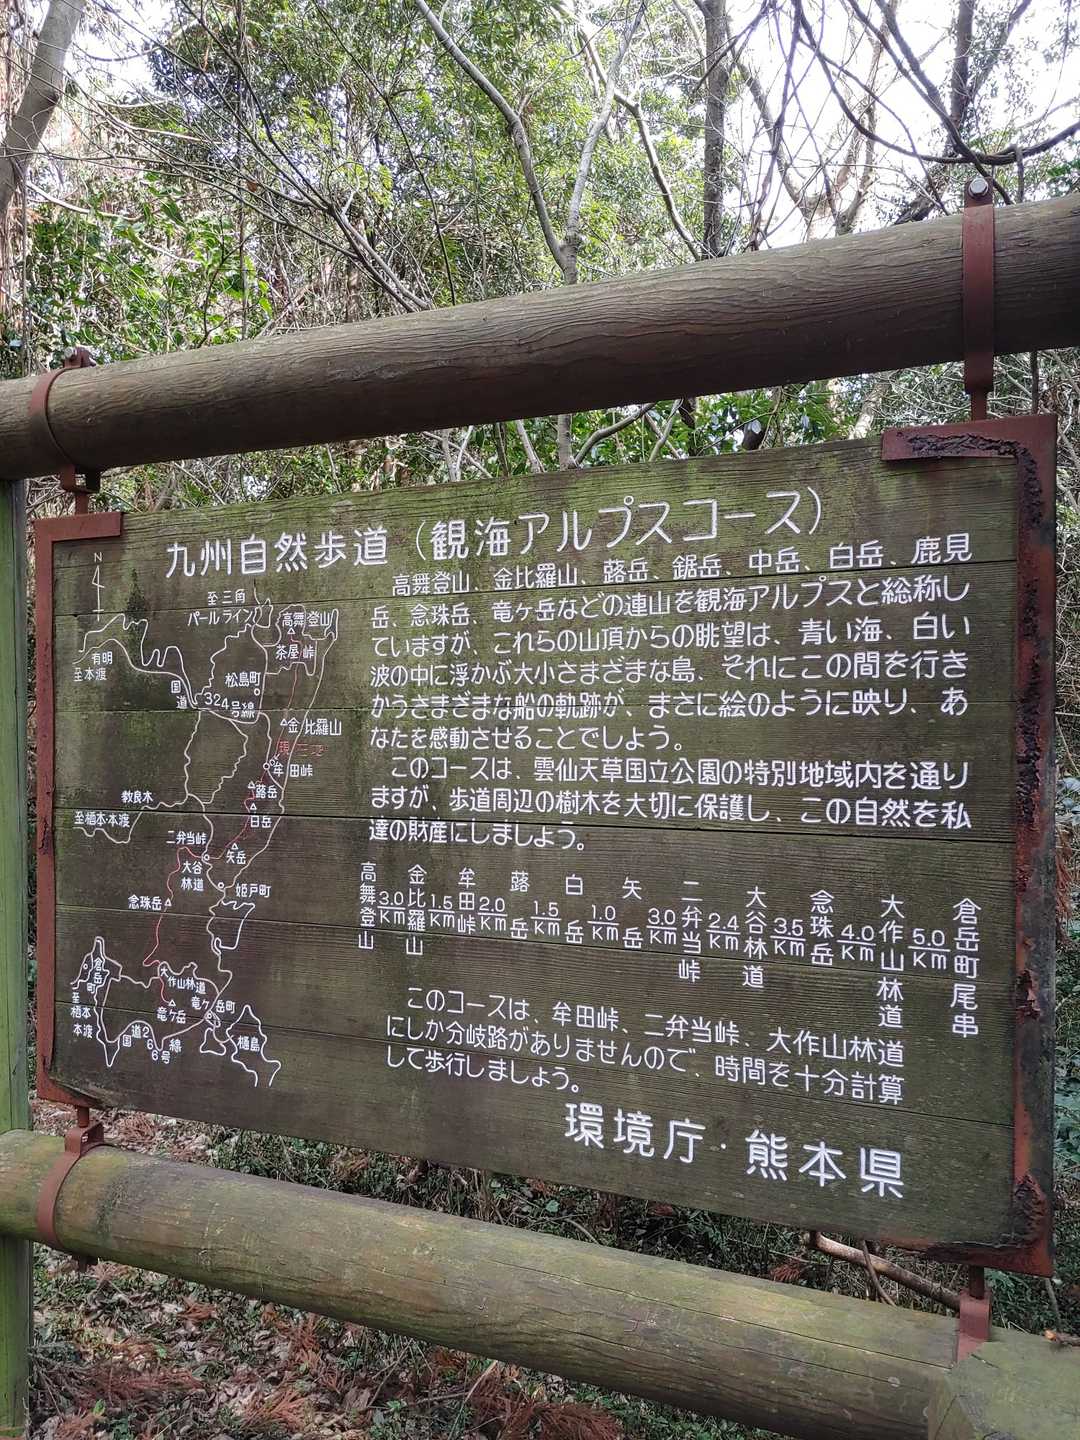 九州自然歩道（観海アルプスコース）
高舞登山、金比羅山、蕗岳、鋸岳、中岳、白岳、鹿見
岳、念珠岳、竜ヶ岳などの連山を観海アルプスと総称し
ていますが、これらの山頂からの眺望は、青い海、白い
波の中に浮かぶ大小さまざまな島、それにこの間を行き
かうさまざまな船の軌跡が、まさに絵のように映り、あ
なたを感動させることでしょう。
このコースは、雲仙天草国立公園の特別地域内を通り
ますが、歩道周辺の樹木を大切に保護し、この自然を私
達の財産にしましょう。
高舞登山 3.0Km 金比羅山 1.5Km 牟田峠 2.0Km 蕗岳 1.5Km 白岳 1.0Km 矢岳 3.0Km 二弁当峠 2.4Km 大谷林道 3.5Km 念珠岳 4.0Km 大作山林道 5.0Km 倉岳町尾串
このコースは、牟田峠、二弁当峠、大作山林道
にしか分岐路がありませんので、時間を十分計算
して歩行しましょう。
環境庁・熊本県
N
至三角
パールライン
高舞登山
茶屋峠
有明
至本渡
国道
324号線
松島町
金比羅山
現在地
牟田峠
蕗岳
白岳
教良木
至栖本・本渡
二弁当峠
矢岳
大谷
林道
姫戸町
念珠岳
倉岳町
大作山林道
竜ヶ岳町
竜ケ岳
至栖本
本渡
国道266号線
樋島